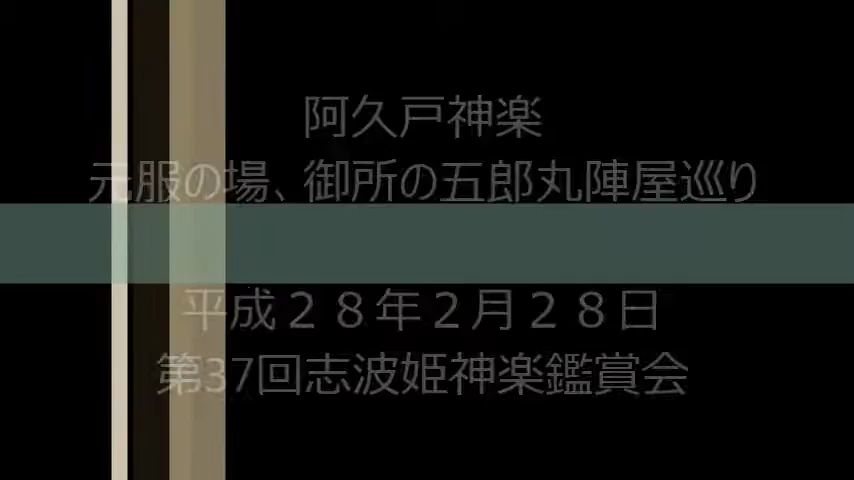 阿久戸神楽
元服の場、御所の五郎丸陣屋巡り
平成２８年２月２８日
第37回志波姫神楽鑑賞会